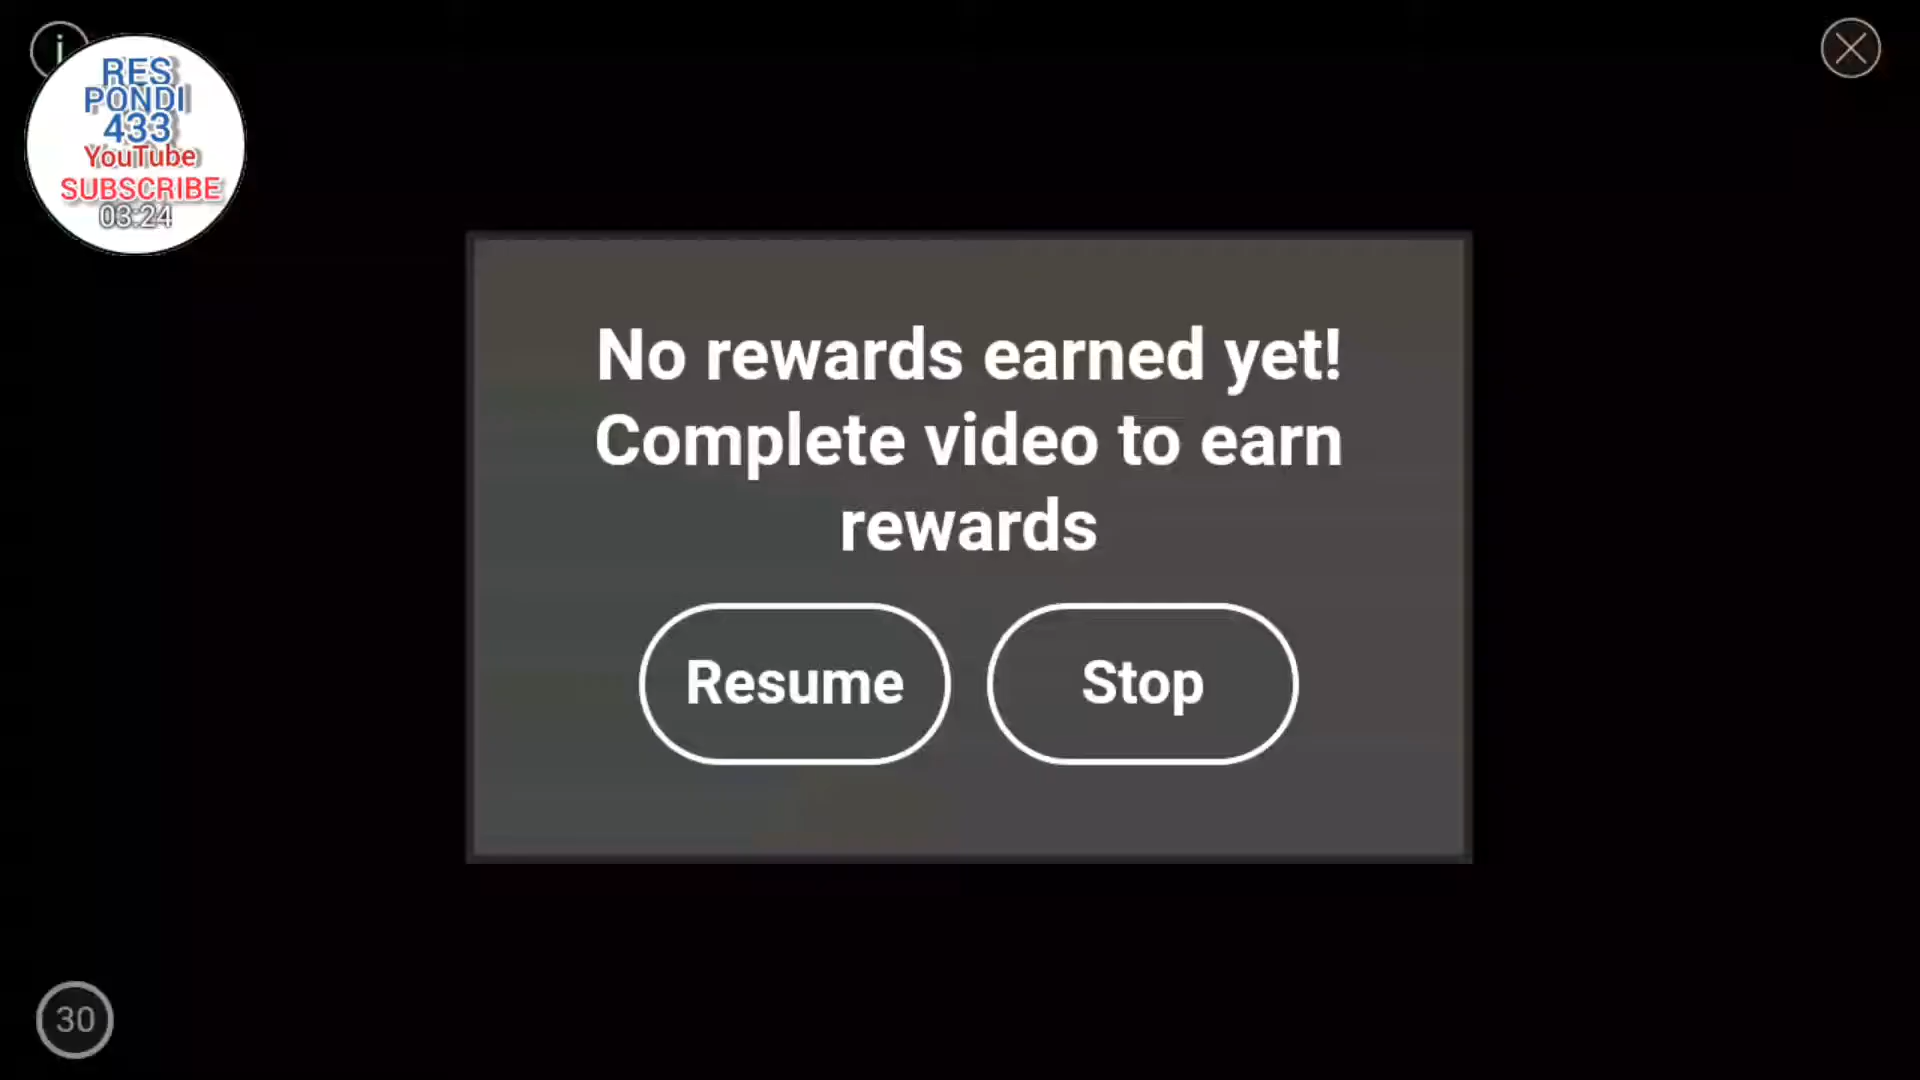 i
RES
PONDI
433
YouTube
SUBSCRIBE
03:24
No rewards earned yet!
Complete video to earn
rewards
Resume
Stop
30